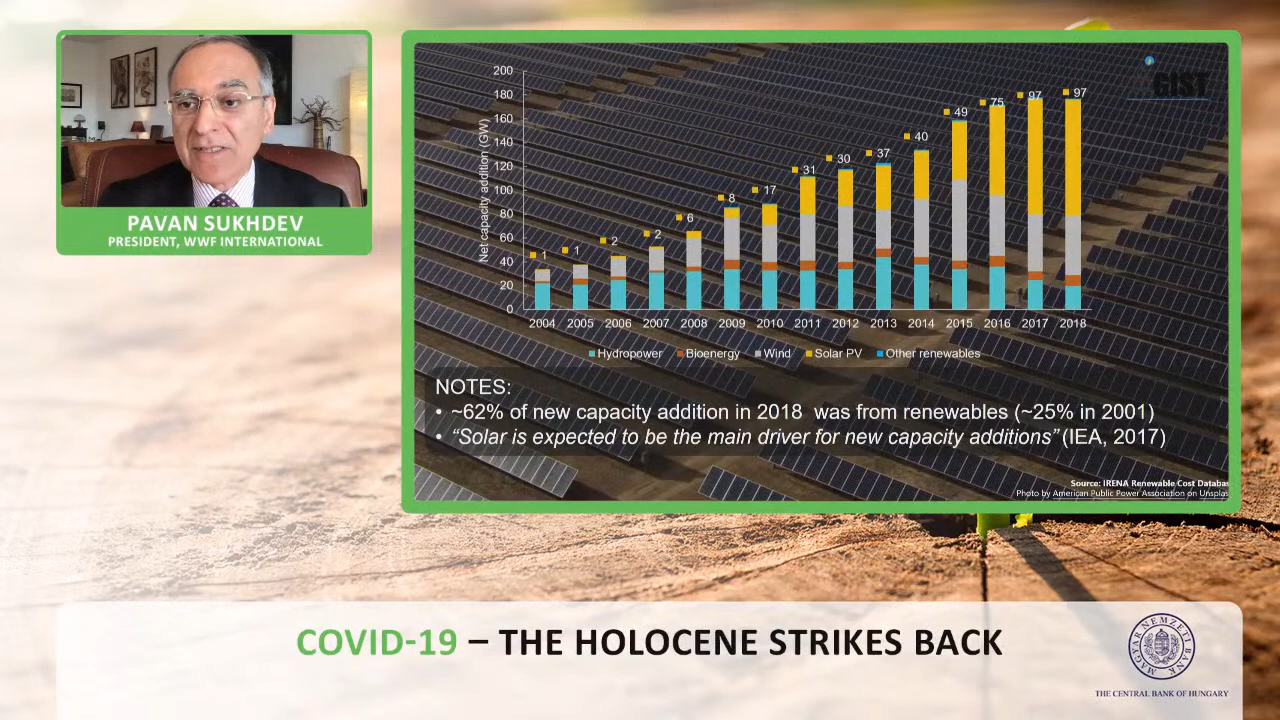 PAVAN SUKHDEV
PRESIDENT, WWF INTERNATIONAL
GIST
Net capacity addition (GW)
200
180
160
140
120
100
80
60
40
20
0
1
1
2
2
6
8
17
31
30
37
40
49
75
97
97
2004 2005 2006 2007 2008 2009 2010 2011 2012 2013 2014 2015 2016 2017 2018
Hydropower Bioenergy Wind Solar PV Other renewables
NOTES:
• ~62% of new capacity addition in 2018 was from renewables (~25% in 2001)
• “Solar is expected to be the main driver for new capacity additions” (IEA, 2017)
Source: IRENA Renewable Cost Databas
Photo by American Public Power Association on Unsplas
COVID-19 – THE HOLOCENE STRIKES BACK
MAGYAR NEMZETI BANK
THE CENTRAL BANK OF HUNGARY